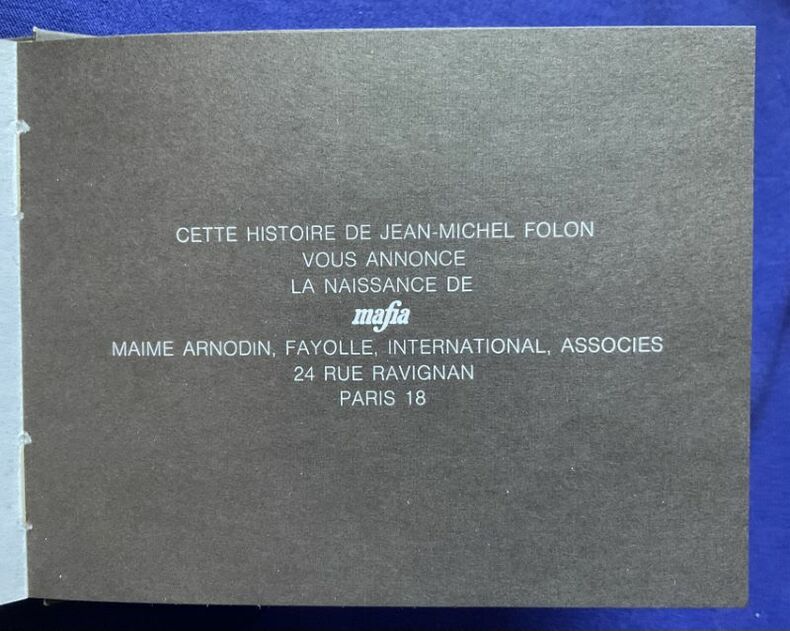 CETTE HISTOIRE DE JEAN-MICHEL FOLON
VOUS ANNONCE
LA NAISSANCE DE
mafia
MAIME ARNODIN, FAYOLLE, INTERNATIONAL, ASSOCIES
24 RUE RAVIGNAN
PARIS 18